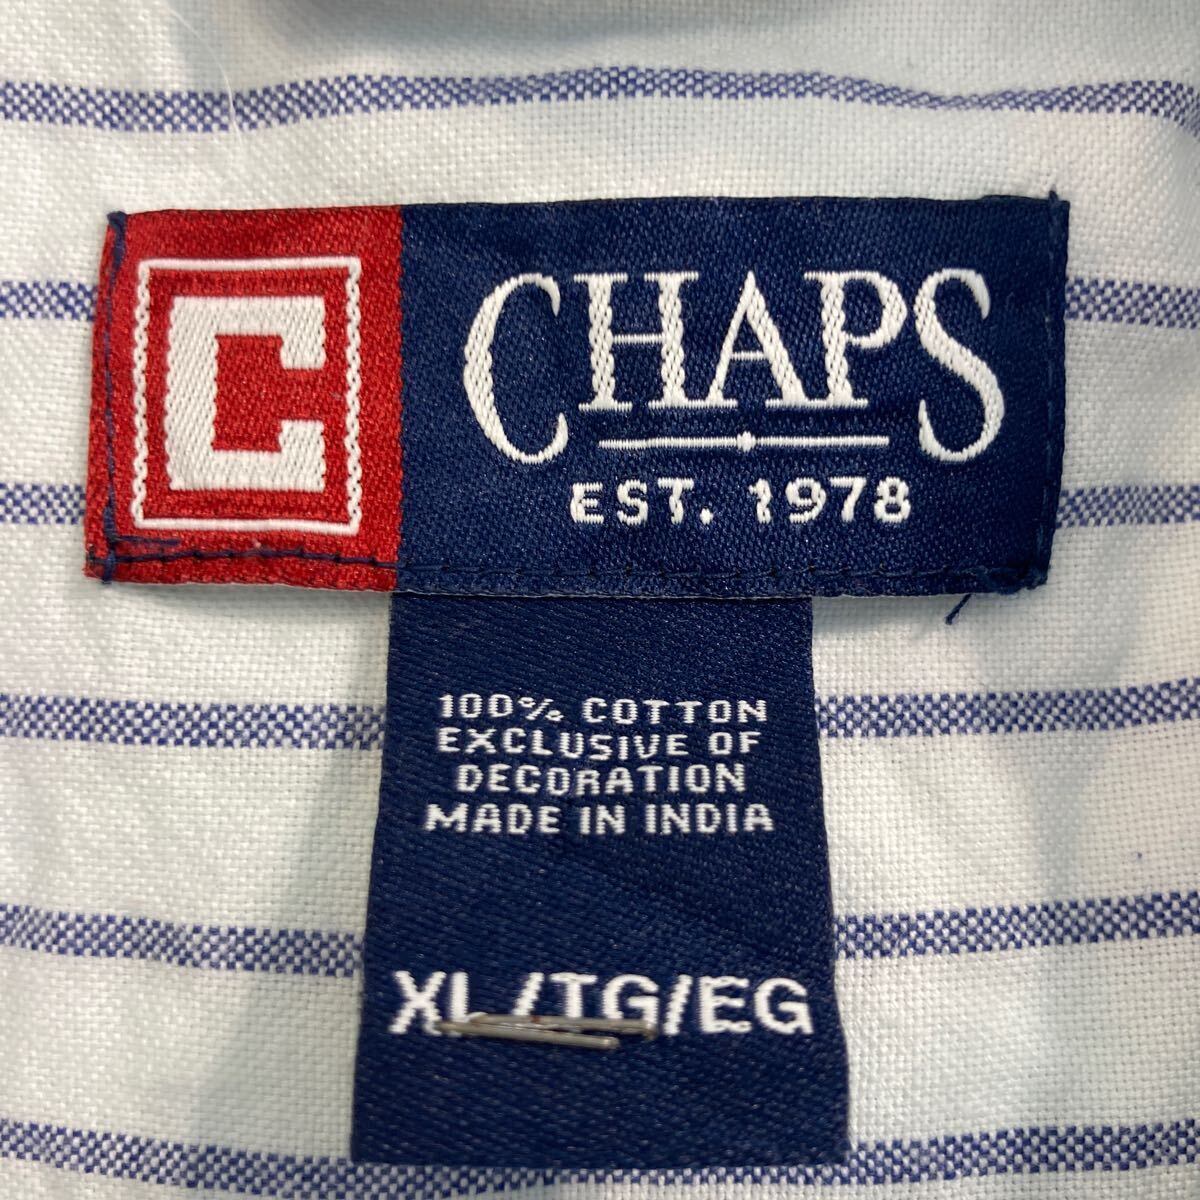 C
CHAPS
EST. 1978
100% COTTON
EXCLUSIVE OF
DECORATION
MADE IN INDIA
XL/TG/EG